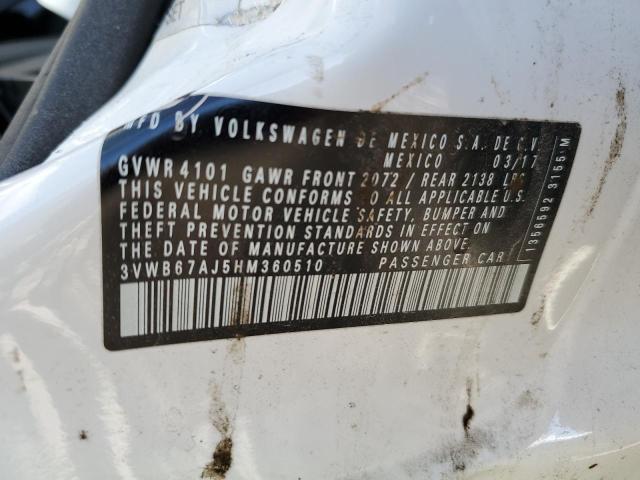 MFD BY VOLKSWAGEN DE MEXICO S.A. DE C.V.
MEXICO 03/17
GVWR 4101 GAWR FRONT 2072 / REAR 2138 LBS
THIS VEHICLE CONFORMS TO ALL APPLICABLE U.S.
FEDERAL MOTOR VEHICLE SAFETY, BUMPER AND
THEFT PREVENTION STANDARDS IN EFFECT ON
THE DATE OF MANUFACTURE SHOWN ABOVE.
3VWB67AJ5HM360510 PASSENGER CAR
1356592 3155 M